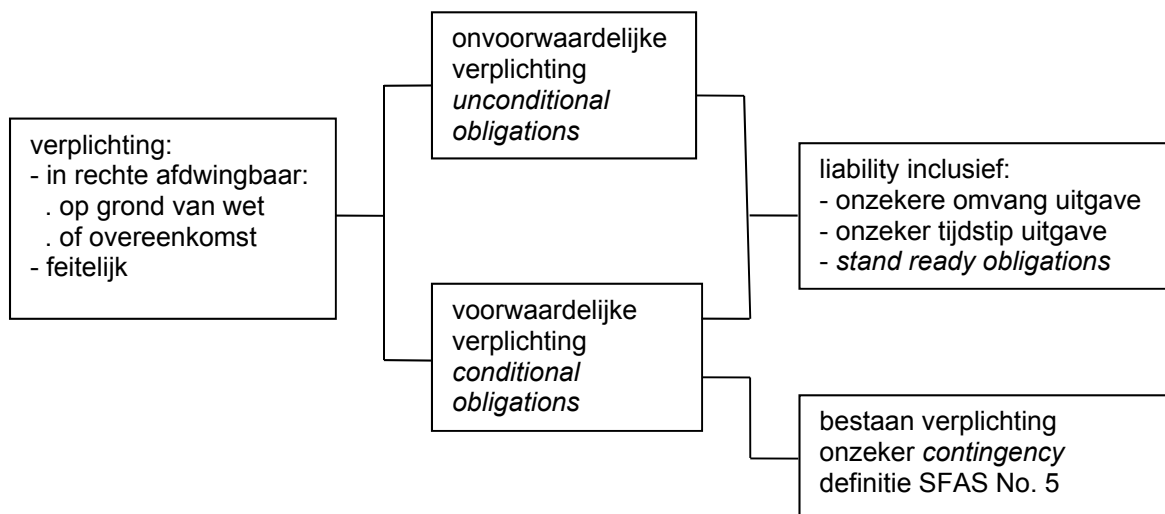 verplichting:
- in rechte afdwingbaar:
. op grond van wet
. of overeenkomst
- feitelijk
onvoorwaardelijke
verplichting
unconditional
obligations
voorwaardelijke
verplichting
conditional
obligations
liability inclusief:
- onzekere omvang uitgave
- onzeker tijdstip uitgave
- stand ready obligations
bestaan verplichting
onzeker contingency
definitie SFAS No. 5